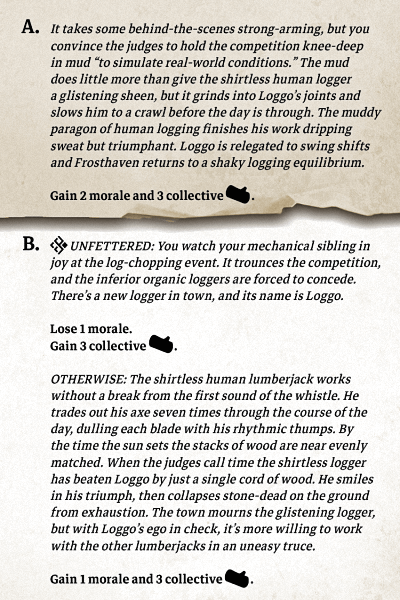 A. It takes some behind-the-scenes strong-arming, but you
convince the judges to hold the competition knee-deep
in mud “to simulate real-world conditions.” The mud
does little more than give the shirtless human logger
a glistening sheen, but it grinds into Loggo’s joints and
slows him to a crawl before the day is through. The muddy
paragon of human logging finishes his work dripping
sweat but triumphant. Loggo is relegated to swing shifts
and Frosthaven returns to a shaky logging equilibrium.
Gain 2 morale and 3 collective .
B. UNFETTERED: You watch your mechanical sibling in
joy at the log-chopping event. It trounces the competition,
and the inferior organic loggers are forced to concede.
There’s a new logger in town, and its name is Loggo.
Lose 1 morale.
Gain 3 collective .
OTHERWISE: The shirtless human lumberjack works
without a break from the first sound of the whistle. He
trades out his axe seven times through the course of the
day, dulling each blade with his rhythmic thumps. By
the time the sun sets the stacks of wood are near evenly
matched. When the judges call time the shirtless logger
has beaten Loggo by just a single cord of wood. He smiles
in his triumph, then collapses stone-dead on the ground
from exhaustion. The town mourns the glistening logger,
but with Loggo’s ego in check, it’s more willing to work
with the other lumberjacks in an uneasy truce.
Gain 1 morale and 3 collective .